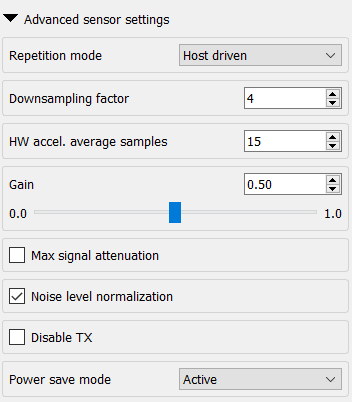 Advanced sensor settings
Repetition mode Host driven
Downsampling factor 4
HW accel. average samples 15
Gain 0.50
0.0 1.0
Max signal attenuation
Noise level normalization
Disable TX
Power save mode Active